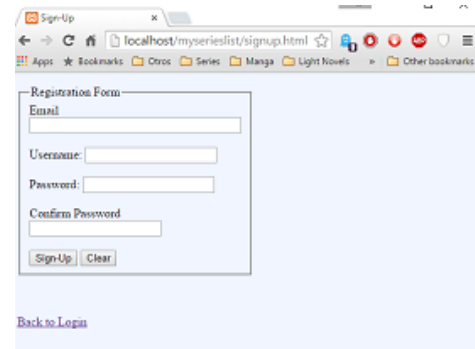 Sign-Up
localhost/myserieslist/signup.html
Apps Bookmarks Otros Series Manga Light Novels » Other bookmarks
Registration Form
Email
Username:
Password:
Confirm Password
Sign-Up Clear
Back to Login